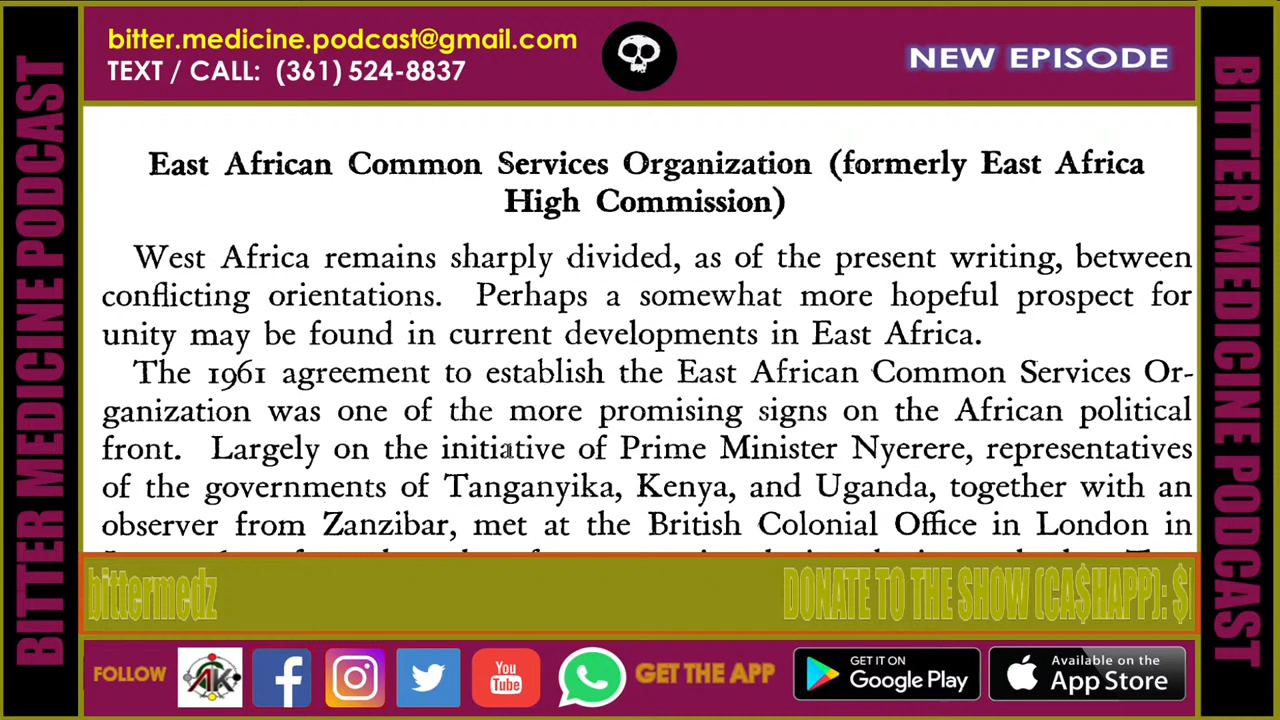 bitter.medicine.podcast@gmail.com
TEXT / CALL: (361) 524-8837
NEW EPISODE
BITTER MEDICINE PODCAST
East African Common Services Organization (formerly East Africa
High Commission)
West Africa remains sharply divided, as of the present writing, between
conflicting orientations. Perhaps a somewhat more hopeful prospect for
unity may be found in current developments in East Africa.
The 1961 agreement to establish the East African Common Services Or-
ganization was one of the more promising signs on the African political
front. Largely on the initiative of Prime Minister Nyerere, representatives
of the governments of Tanganyika, Kenya, and Uganda, together with an
observer from Zanzibar, met at the British Colonial Office in London in
bittermedz
DONATE TO THE SHOW (CA$HAPP): $
FOLLOW
You
Tube
GET THE APP
GET IT ON
Google Play
Available on the
App Store
BITTER MEDICINE PODCAST